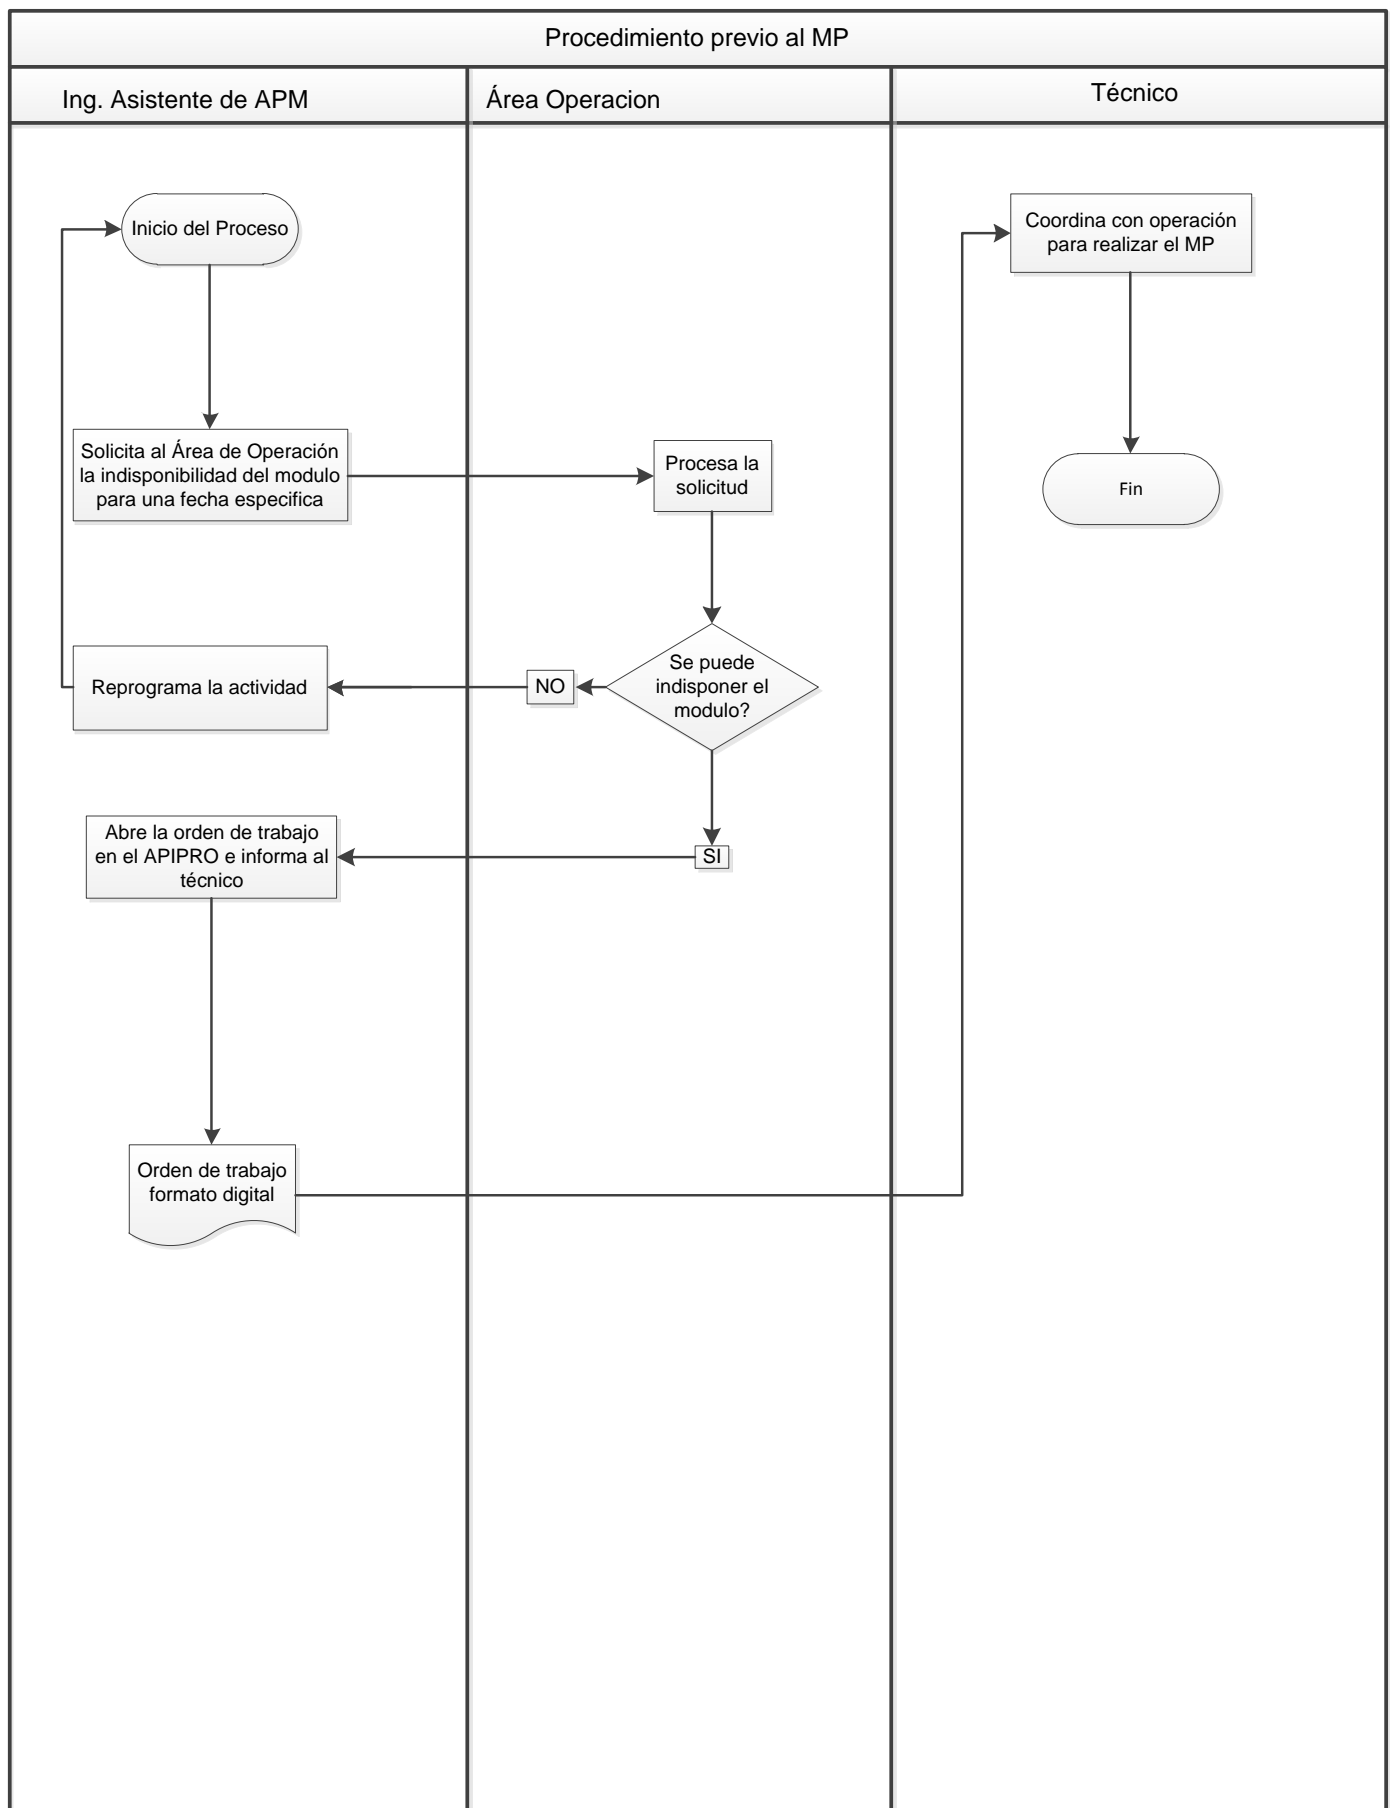 Procedimiento previo al MP
Ing. Asistente de APM
Área Operacion
Técnico
Inicio del Proceso
Solicita al Área de Operación
la indisponibilidad del modulo
para una fecha especifica
Procesa la
solicitud
Se puede
indisponer el
modulo?
NO
Reprograma la actividad
SI
Abre la orden de trabajo
en el APIPRO e informa al
técnico
Orden de trabajo
formato digital
Coordina con operación
para realizar el MP
Fin